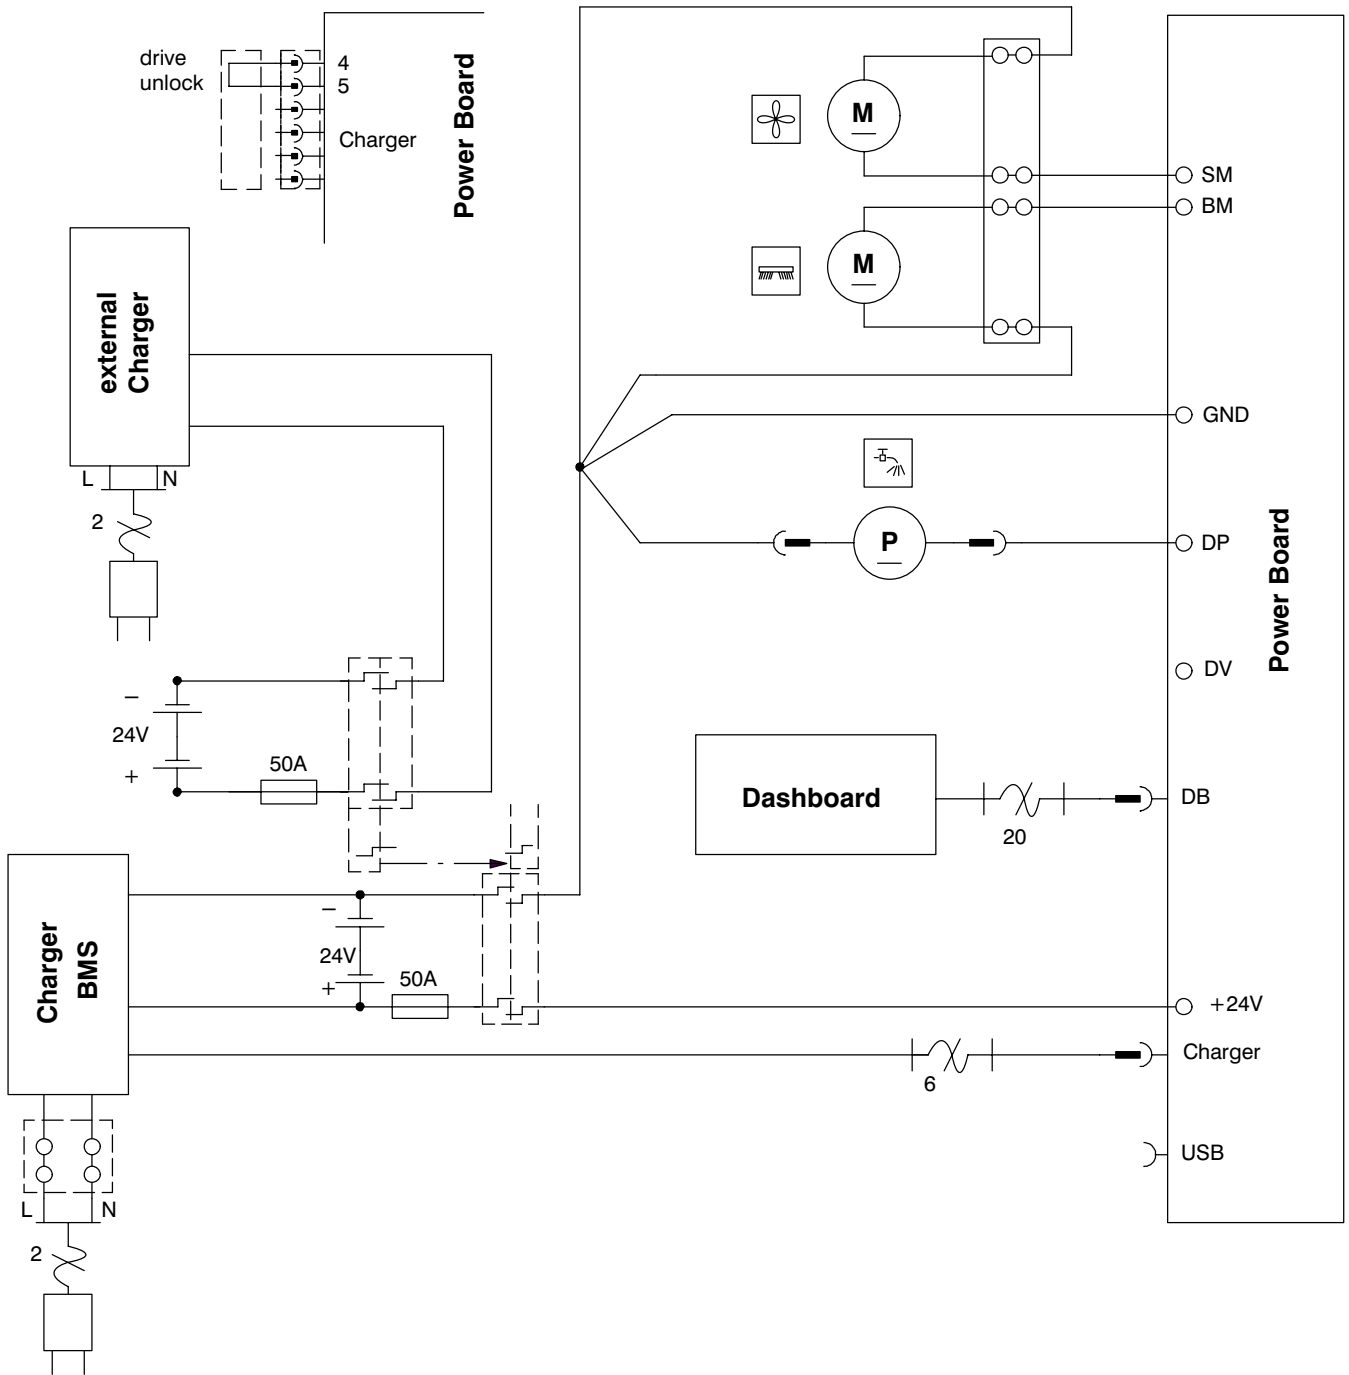 drive
unlock
4
5
Charger
Power Board
external
Charger
L
N
2
M
M
SM
BM
GND
P
DP
DV
Power Board
−
24V
+
50A
Dashboard
20
DB
Charger
BMS
−
24V
+
50A
+24V
6
Charger
USB
L
N
2